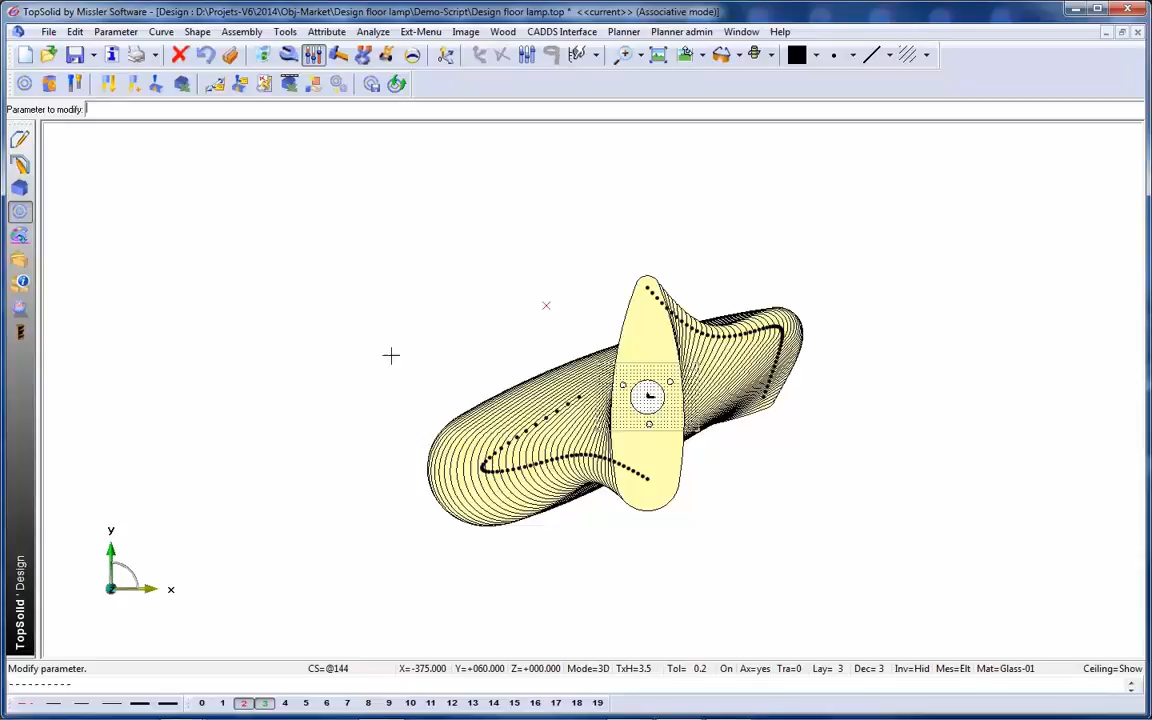 TopSolid by Missler Software - [Design : D:\Projets-V6\2014\Obj-Market\Design floor lamp\Demo-Script\Design floor lamp.top * <<current>> (Associative mode)]
File Edit Parameter Curve Shape Assembly Tools Attribute Analyze Ext-Menu Image Wood CADDS Interface Planner Planner admin Window Help
Parameter to modify:
y
x
TopSolid'Design
Modify parameter. CS=@144 X=-375.000 Y=+060.000 Z=+000.000 Mode=3D TxH=3.5 Tol= 0.2 On Ax=yes Tra=0 Lay= 3 Dec= 3 Inv=Hid Mes=Elt Mat=Glass-01 Ceiling=Show
----------
0 1 2 3 4 5 6 7 8 9 10 11 12 13 14 15 16 17 18 19